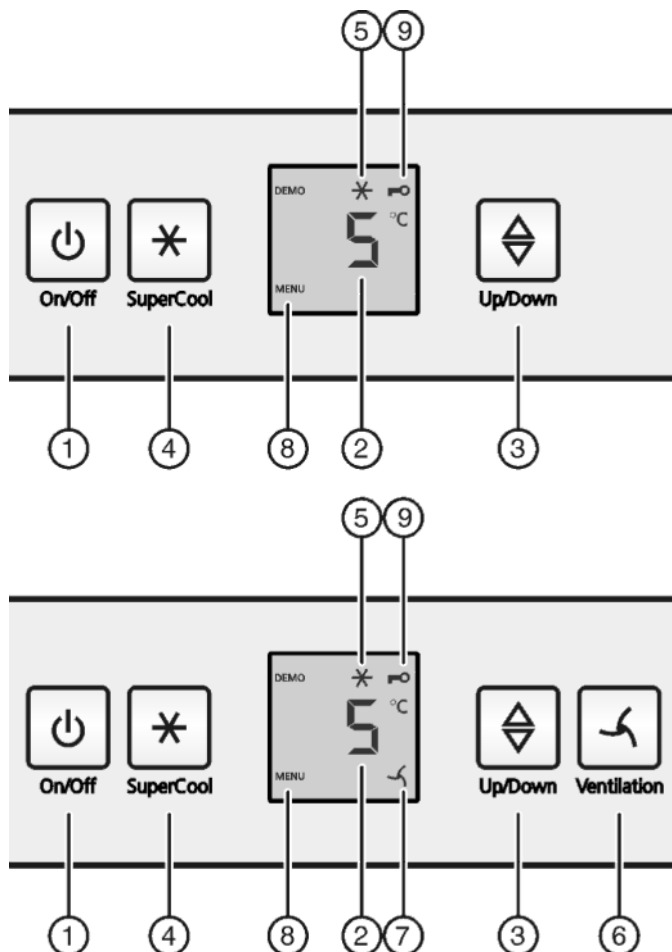 5 9
DEMO
5 °C
MENU
On/Off SuperCool Up/Down
1 4 8 2 3
5 9
DEMO
5 °C
MENU
On/Off SuperCool Up/Down Ventilation
1 4 8 2 7 3 6